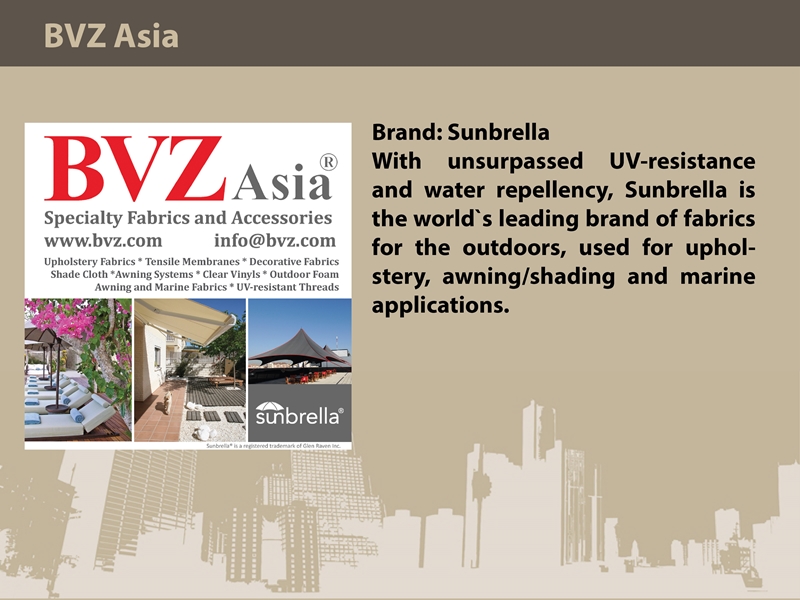 BVZ Asia
BVZ Asia®
Specialty Fabrics and Accessories
www.bvz.com info@bvz.com
Upholstery Fabrics * Tensile Membranes * Decorative Fabrics
Shade Cloth *Awning Systems * Clear Vinyls * Outdoor Foam
Awning and Marine Fabrics * UV-resistant Threads
sunbrella®
Sunbrella® is a registered trademark of Glen Raven Inc.
Brand: Sunbrella
With unsurpassed UV-resistance
and water repellency, Sunbrella is
the world`s leading brand of fabrics
for the outdoors, used for uphol-
stery, awning/shading and marine
applications.